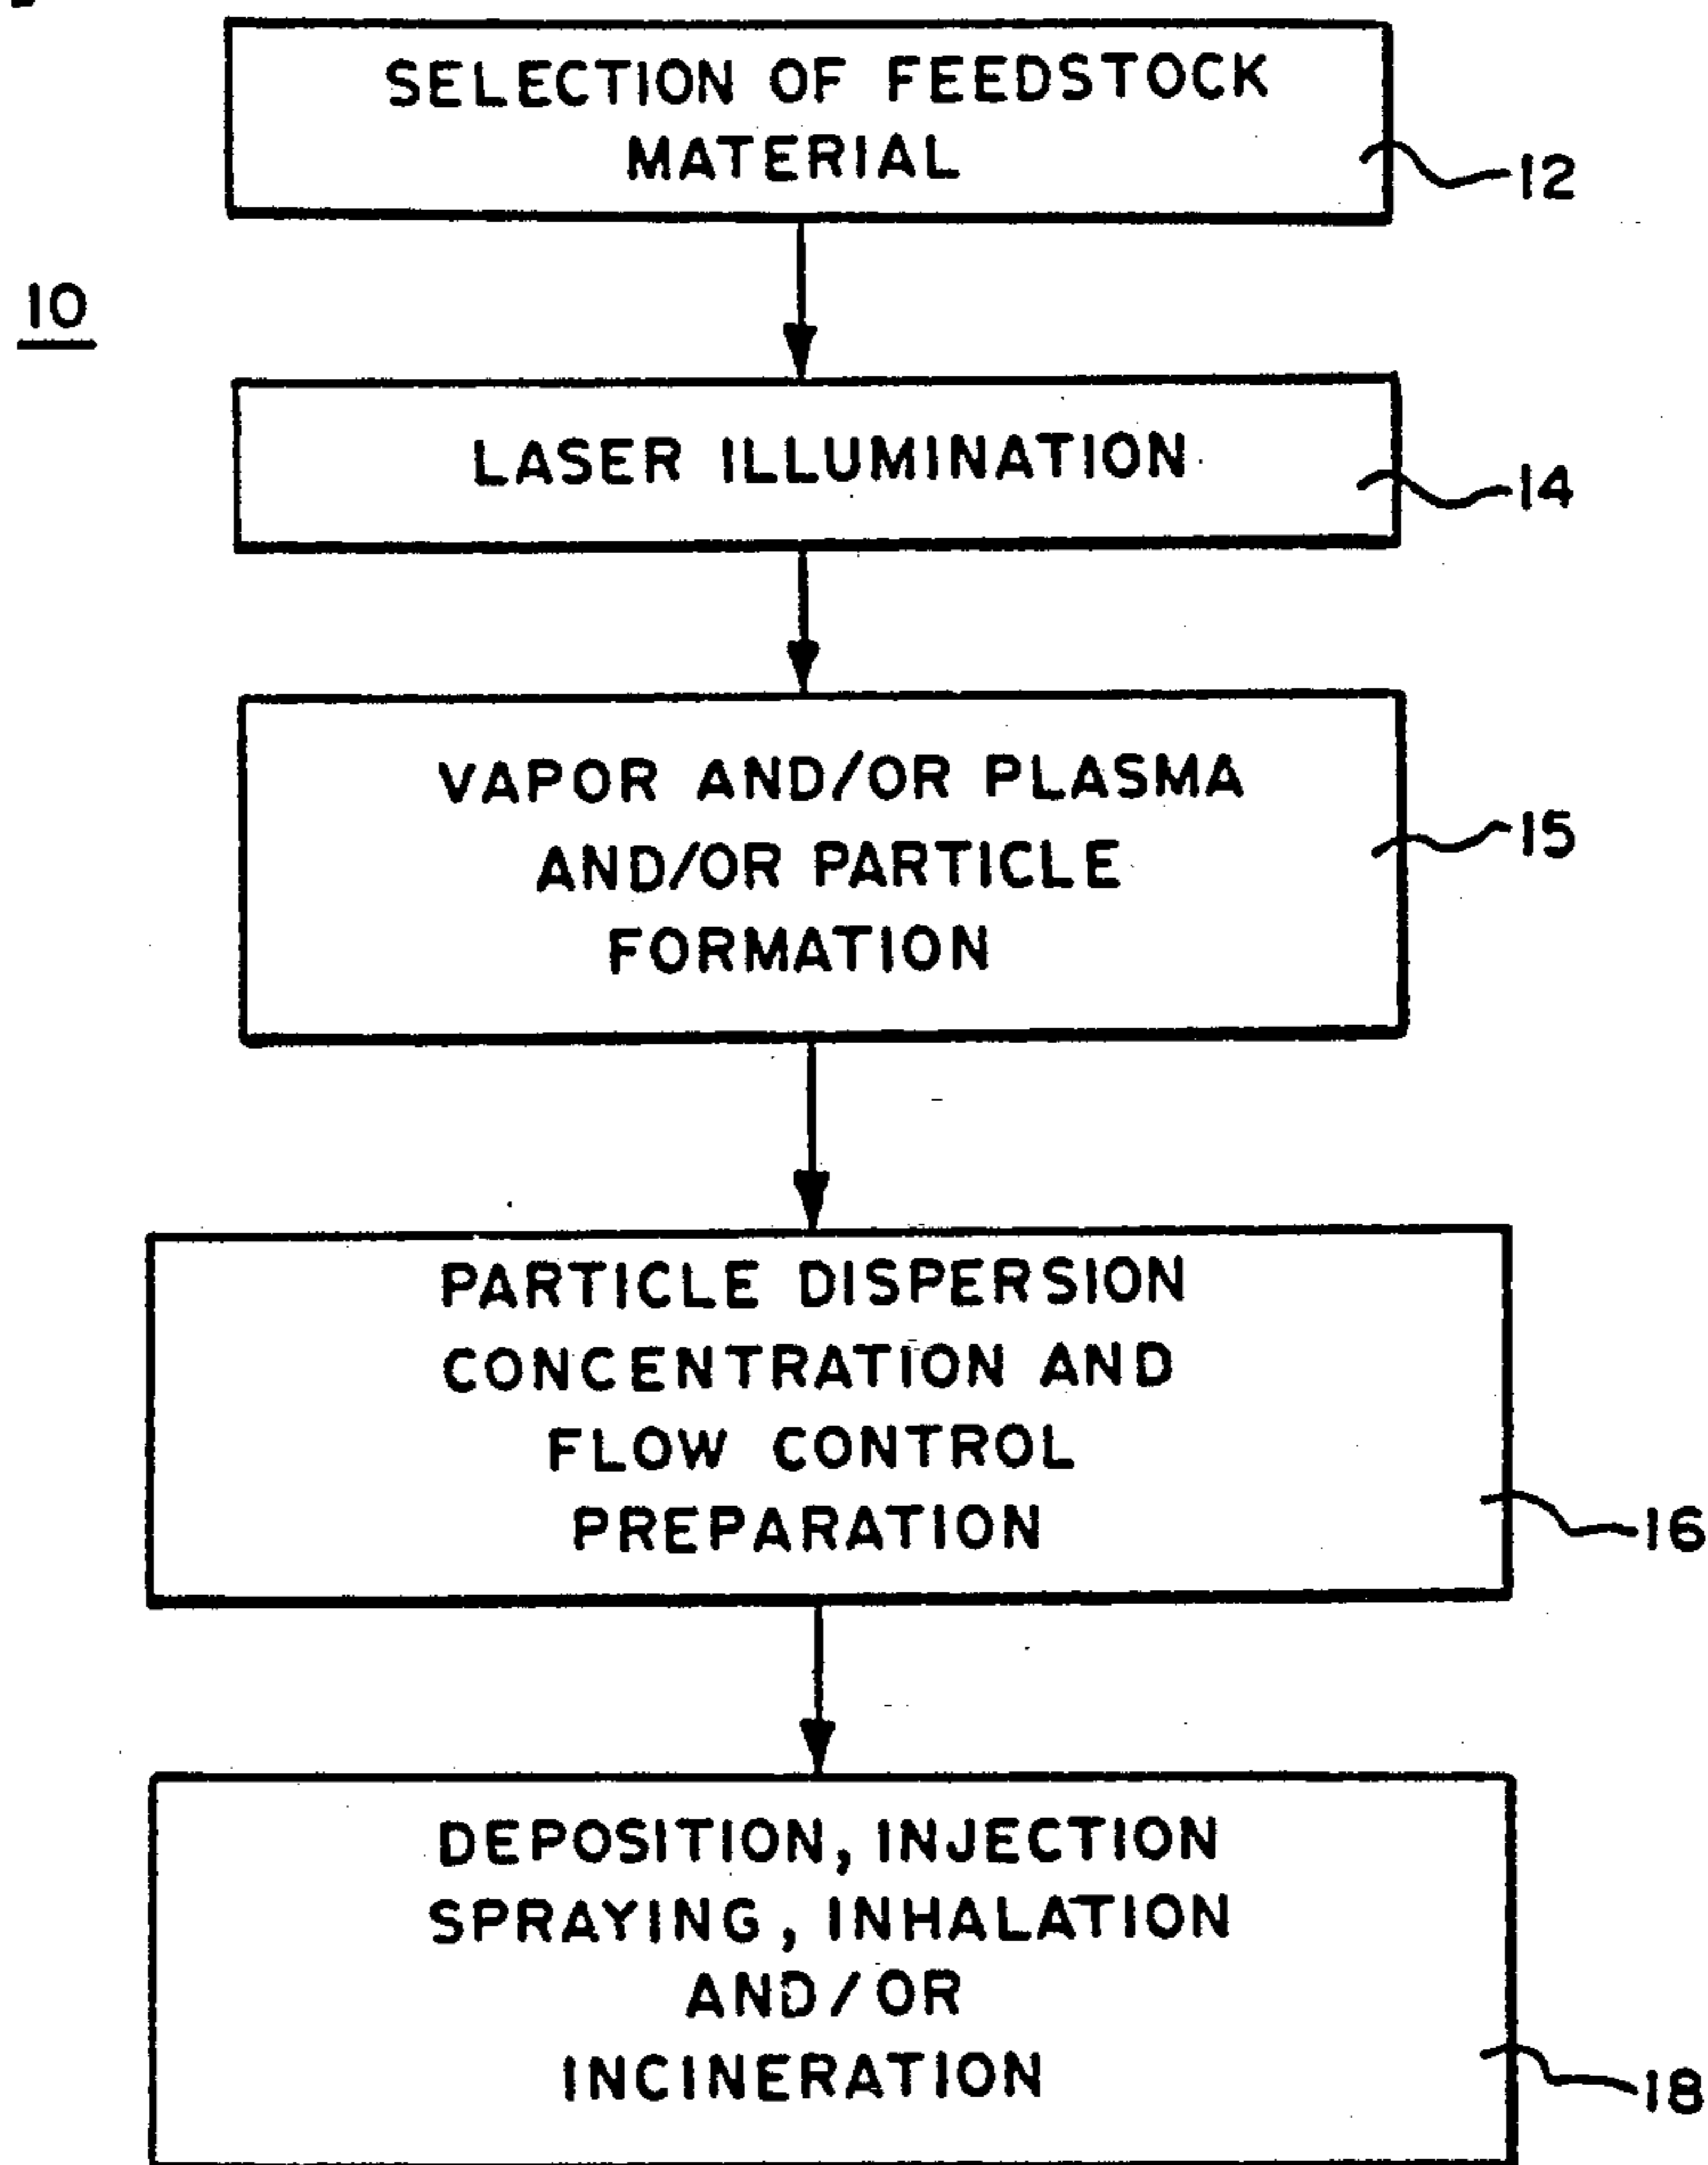 SELECTION OF FEEDSTOCK
MATERIAL
12
10
LASER ILLUMINATION
14
VAPOR AND/OR PLASMA
AND/OR PARTICLE
FORMATION
15
PARTICLE DISPERSION
CONCENTRATION AND
FLOW CONTROL
PREPARATION
16
DEPOSITION, INJECTION
SPRAYING, INHALATION
AND/OR
INCINERATION
18